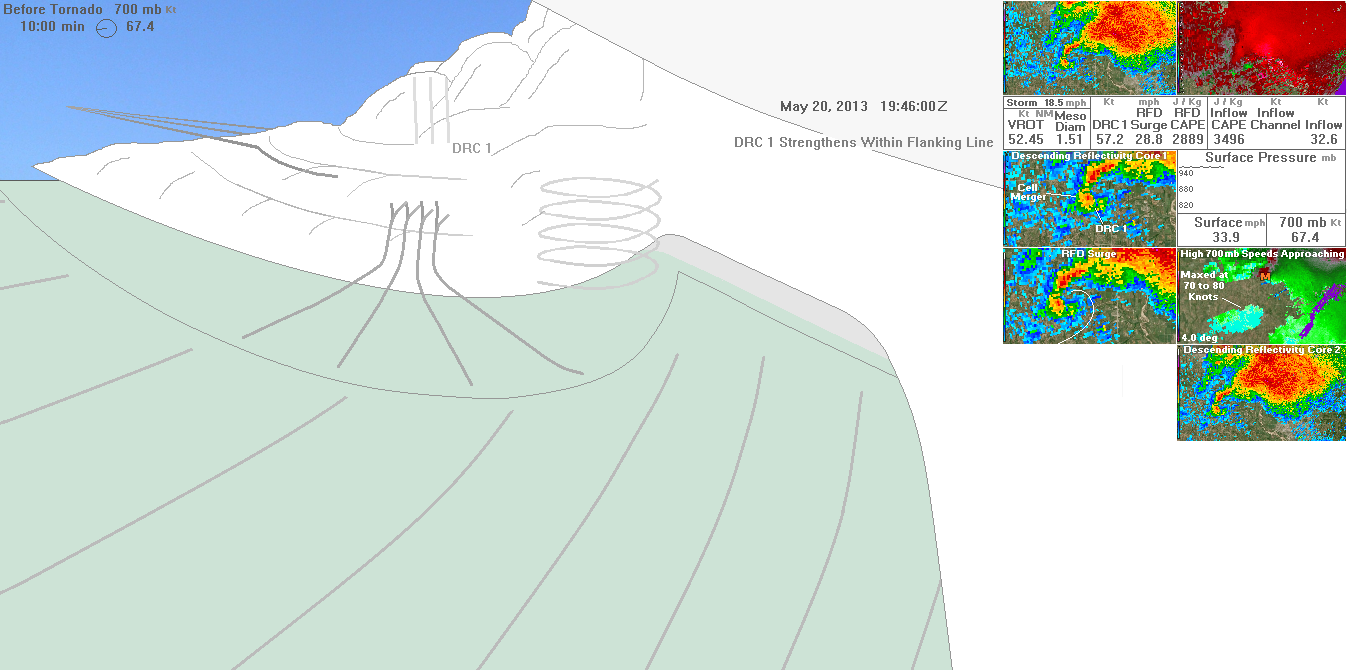 Before Tornado 700 mb Kt
10:00 min 67.4
May 20, 2013 19:46:00Z
DRC 1 Strengthens Within Flanking Line
DRC 1
Storm 18.5 mph
Kt NM
VROT Meso Diam
52.45 1.51
Kt mph J / Kg
DRC 1 RFD Surge RFD CAPE
57.2 28.8 2889
J / Kg Kt Kt
Inflow CAPE Inflow Channel Inflow
3496 32.6
Descending Reflectivity Core 1
Cell
Merger
DRC 1
Surface Pressure mb
940
880
820
Surface mph 700 mb Kt
33.9 67.4
RFD Surge
High 700mb Speeds Approaching
M
Maxed at
70 to 80
Knots
4.0 deg
Descending Reflectivity Core 2